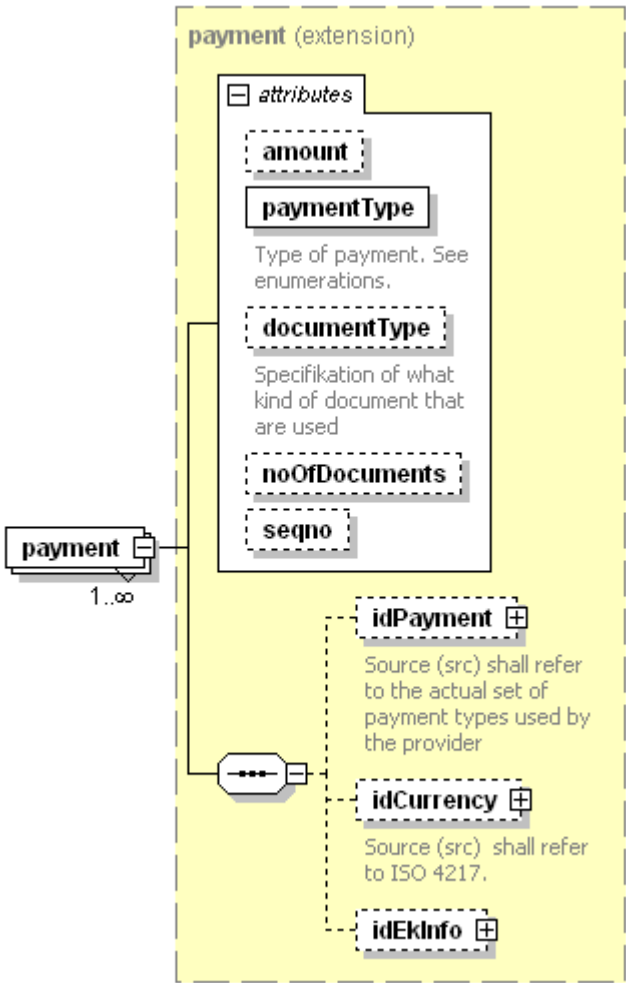 payment (extension)
attributes
amount
paymentType
Type of payment. See
enumerations.
documentType
Specifikation of what
kind of document that
are used
noOfDocuments
seqno
payment
1..∞
idPayment
Source (src) shall refer
to the actual set of
payment types used by
the provider
idCurrency
Source (src)  shall refer
to ISO 4217.
idEkInfo